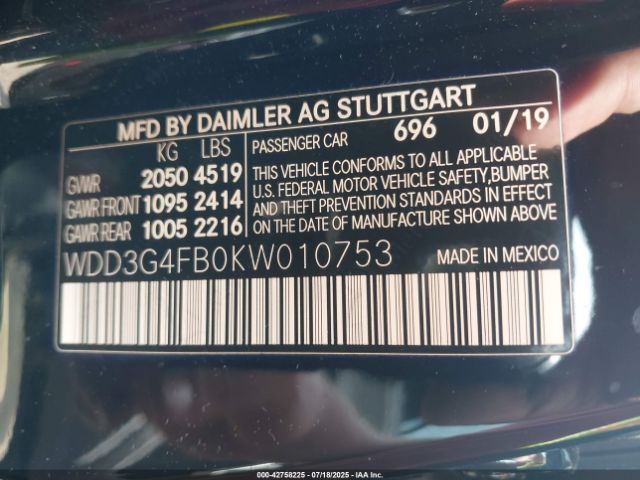 MFD BY DAIMLER AG STUTTGART
KG LBS
GVWR 2050 4519
GAWR FRONT 1095 2414
GAWR REAR 1005 2216
PASSENGER CAR 696 01/19
THIS VEHICLE CONFORMS TO ALL APPLICABLE
U.S. FEDERAL MOTOR VEHICLE SAFETY,BUMPER
AND THEFT PREVENTION STANDARDS IN EFFECT
ON THE DATE OF MANUFACTURE SHOWN ABOVE.
WDD3G4FB0KW010753 MADE IN MEXICO
000-42758225 - 07/18/2025 - IAA Inc.